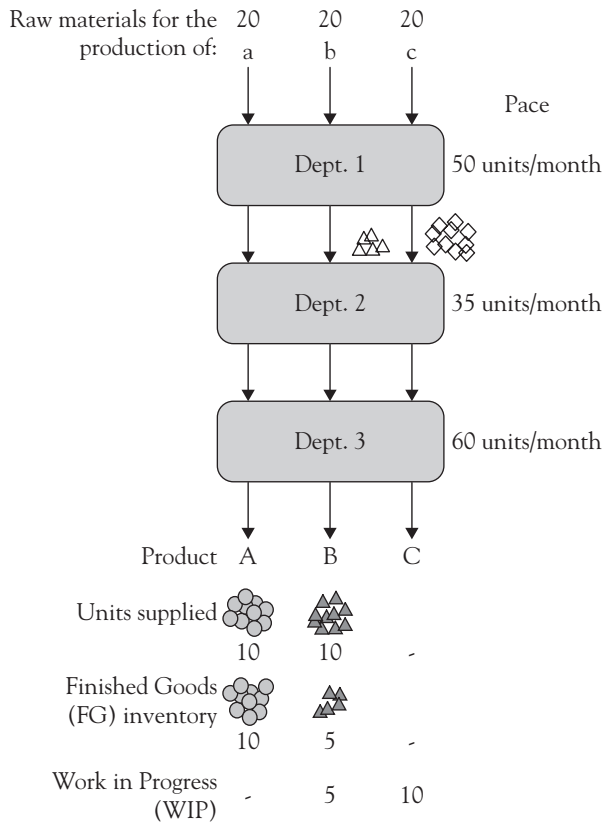 Raw materials for the 20 20 20
production of: a b c
Pace
Dept. 1 50 units/month
Dept. 2 35 units/month
Dept. 3 60 units/month
Product A B C
Units supplied
10 10 -
Finished Goods
(FG) inventory
10 5 -
Work in Progress - 5 10
(WIP)